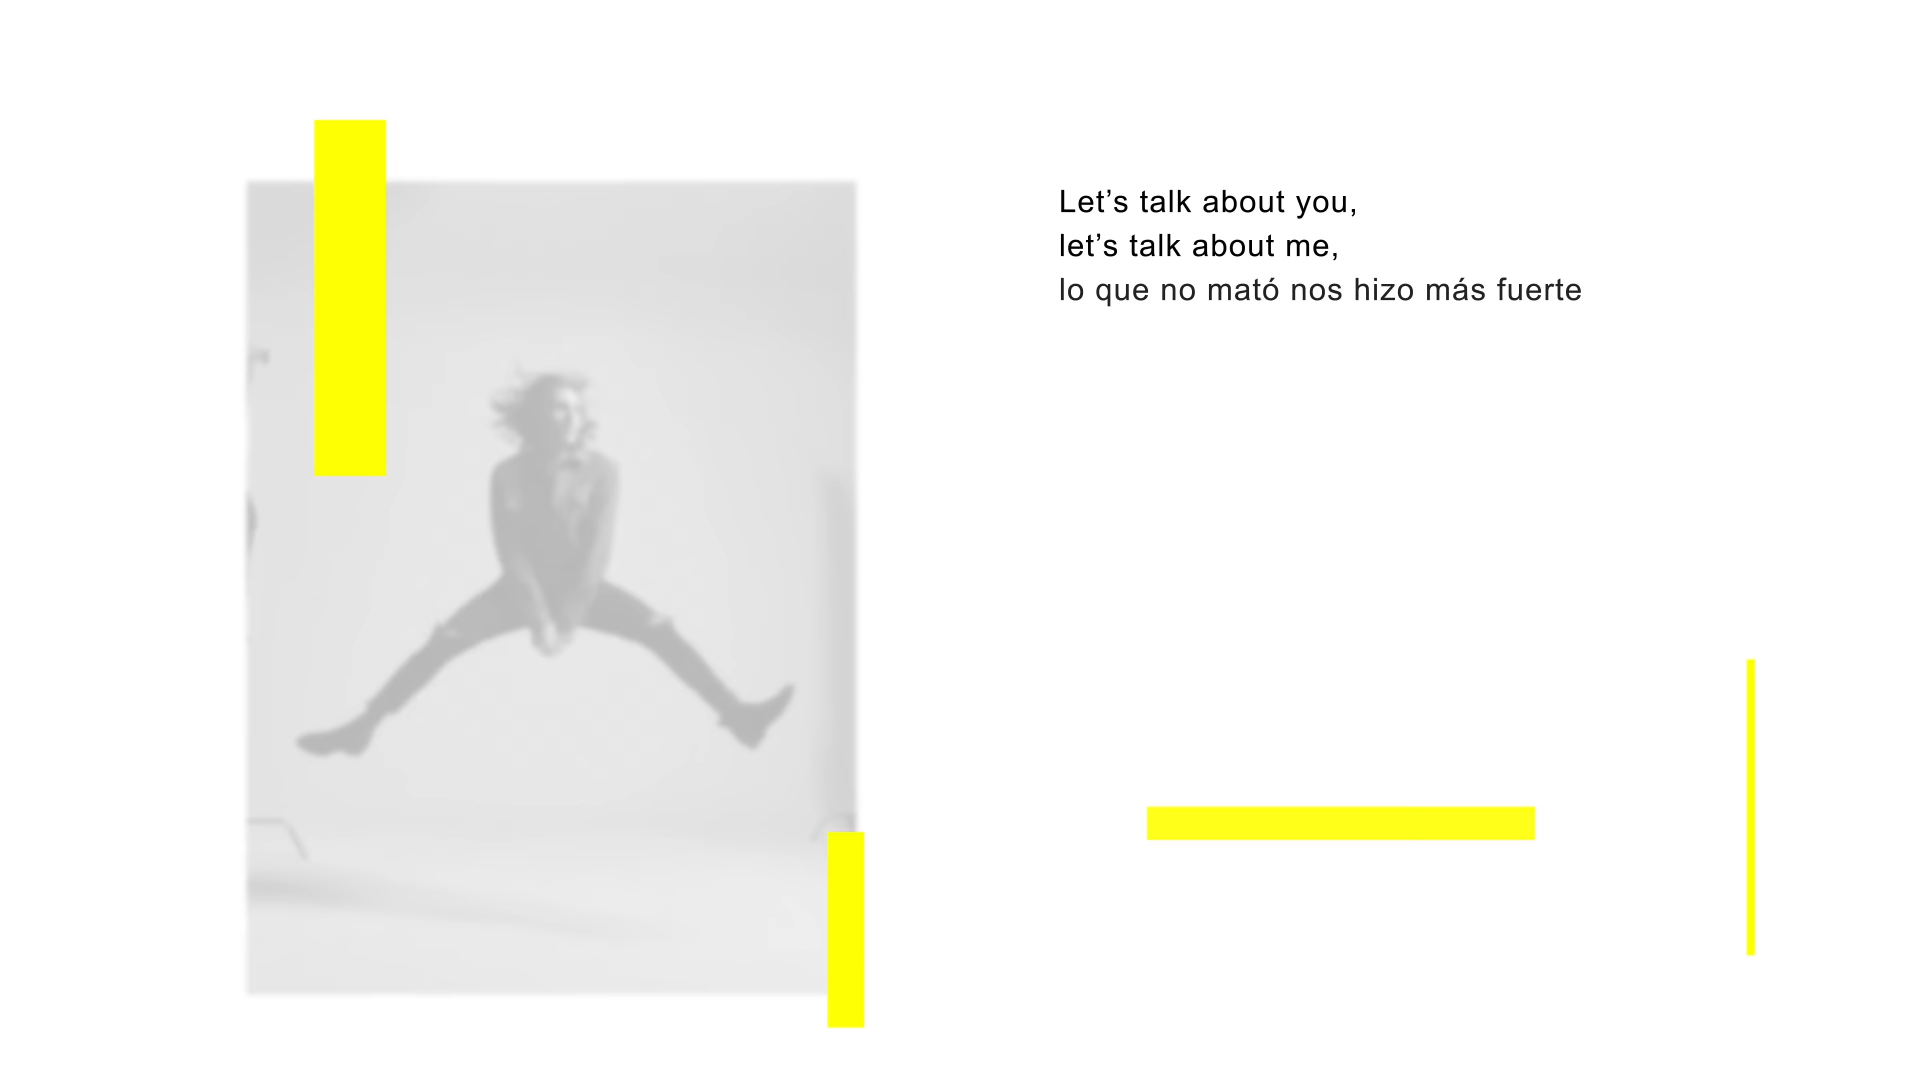 Let’s talk about you,
let’s talk about me,
lo que no mató nos hizo más fuerte